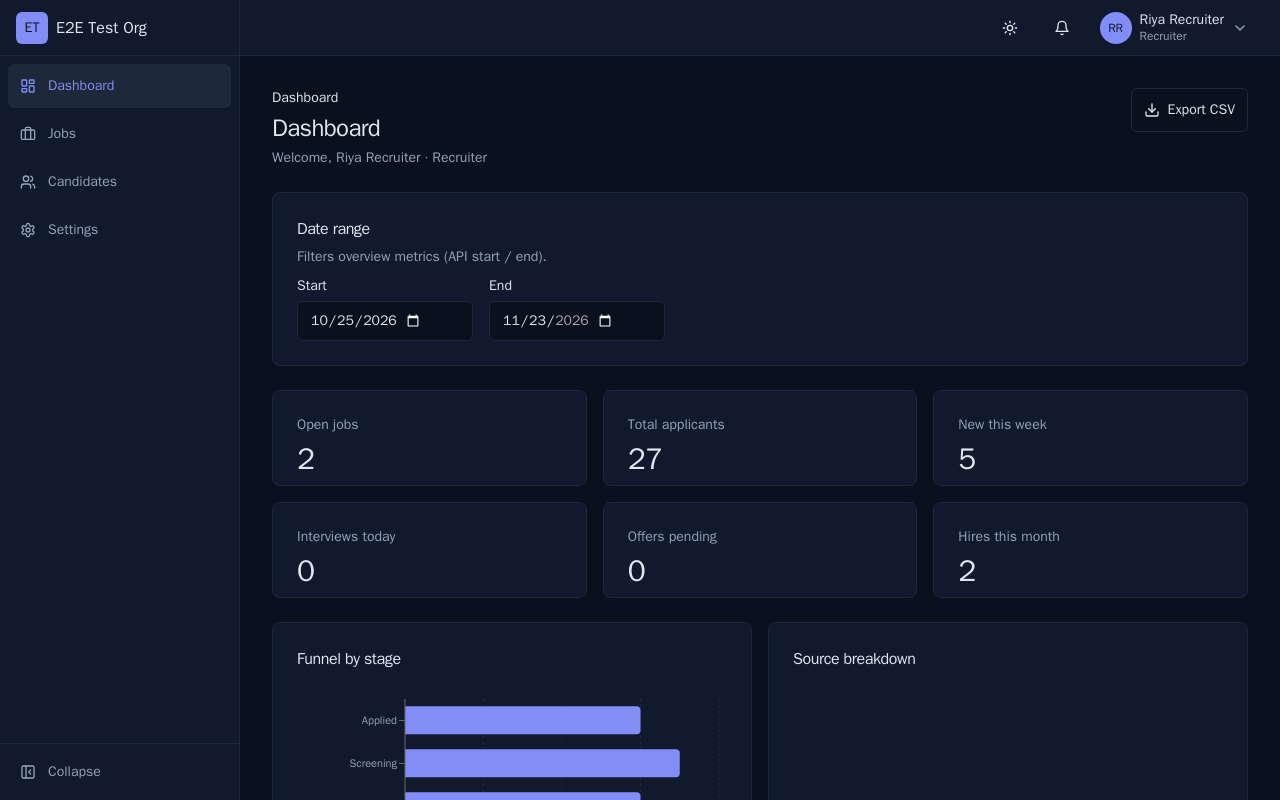 ET
E2E Test Org
RR
Riya Recruiter
Recruiter
Dashboard
Jobs
Candidates
Settings
Collapse
Dashboard
Dashboard
Welcome, Riya Recruiter · Recruiter
Export CSV
Date range
Filters overview metrics (API start / end).
Start
End
10/25/2026
11/23/2026
Open jobs
2
Total applicants
27
New this week
5
Interviews today
0
Offers pending
0
Hires this month
2
Funnel by stage
Applied
Screening
Source breakdown